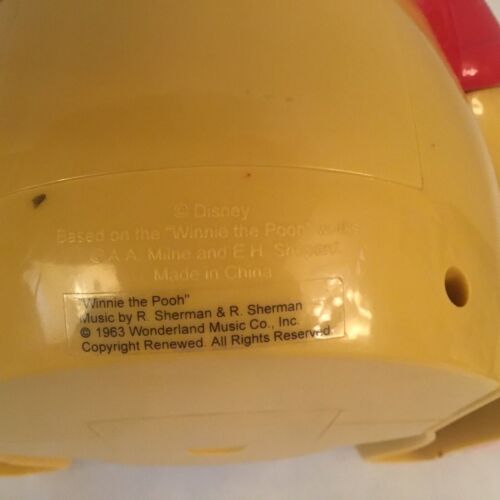 © Disney
Based on the "Winnie the Pooh" works
© A.A. Milne and E.H. Shepard.
Made in China
"Winnie the Pooh"
Music by R. Sherman & R. Sherman
© 1963 Wonderland Music Co., Inc.
Copyright Renewed. All Rights Reserved.